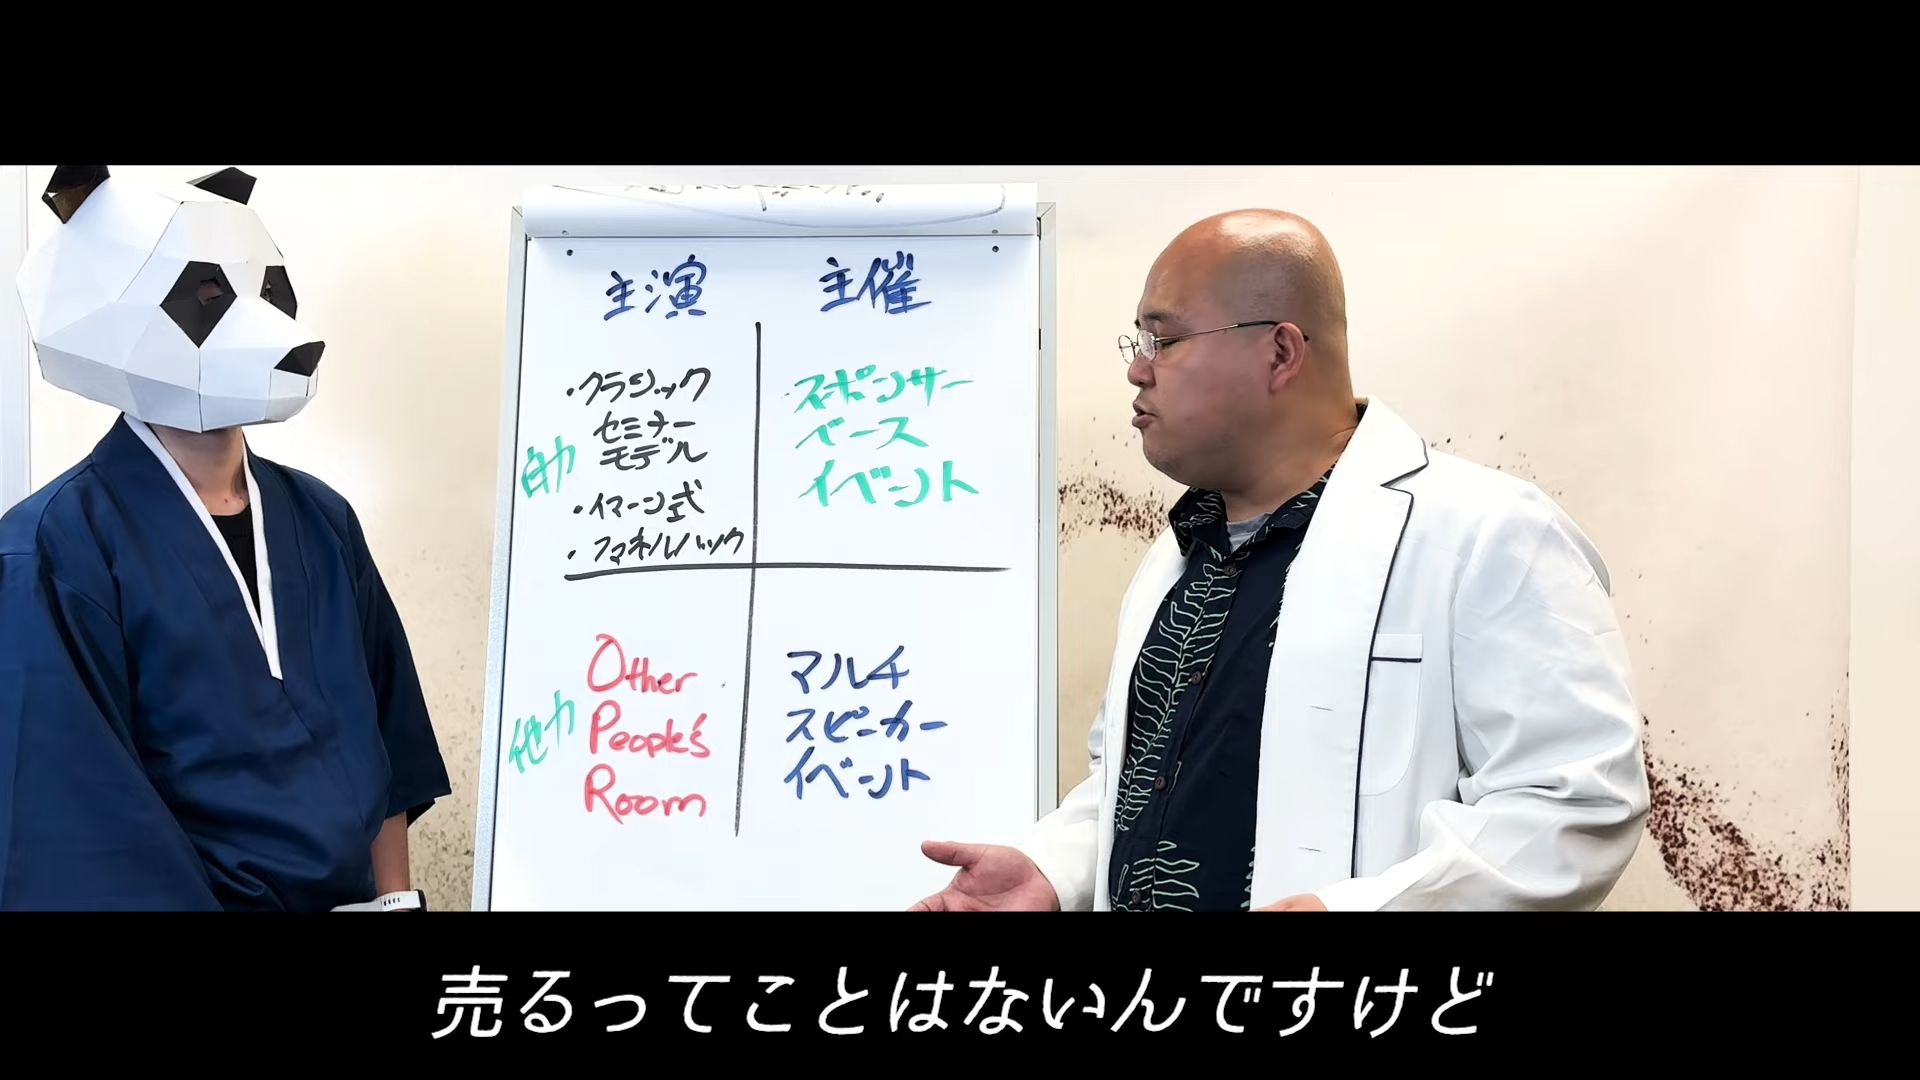 主演
主催
・クラシック
セミナー
モデル
・イマーン式
・ファネルハック
自力
スポンサー
ベース
イベント
他力
Other
People's
Room
マルチ
スピーカー
イベント
売るってことはないんですけど